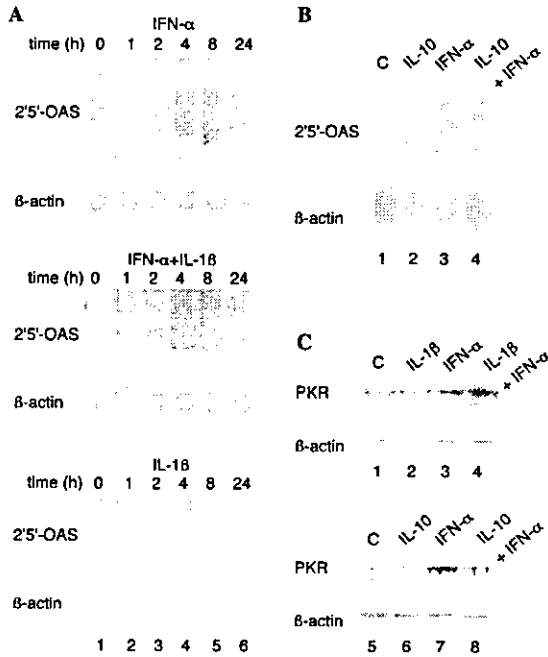 A
IFN-α
time (h) 0 1 2 4 8 24
2'5'-OAS
ß-actin
IFN-α+IL-1ß
time (h) 0 1 2 4 8 24
2'5'-OAS
ß-actin
IL-1ß
time (h) 0 1 2 4 8 24
2'5'-OAS
ß-actin
1 2 3 4 5 6
B
C IL-10 IFN-α IL-10 + IFN-α
2'5'-OAS
ß-actin
1 2 3 4
C
C IL-1ß IFN-α IL-1ß + IFN-α
PKR
ß-actin
1 2 3 4
C IL-10 IFN-α IL-10 + IFN-α
PKR
ß-actin
5 6 7 8